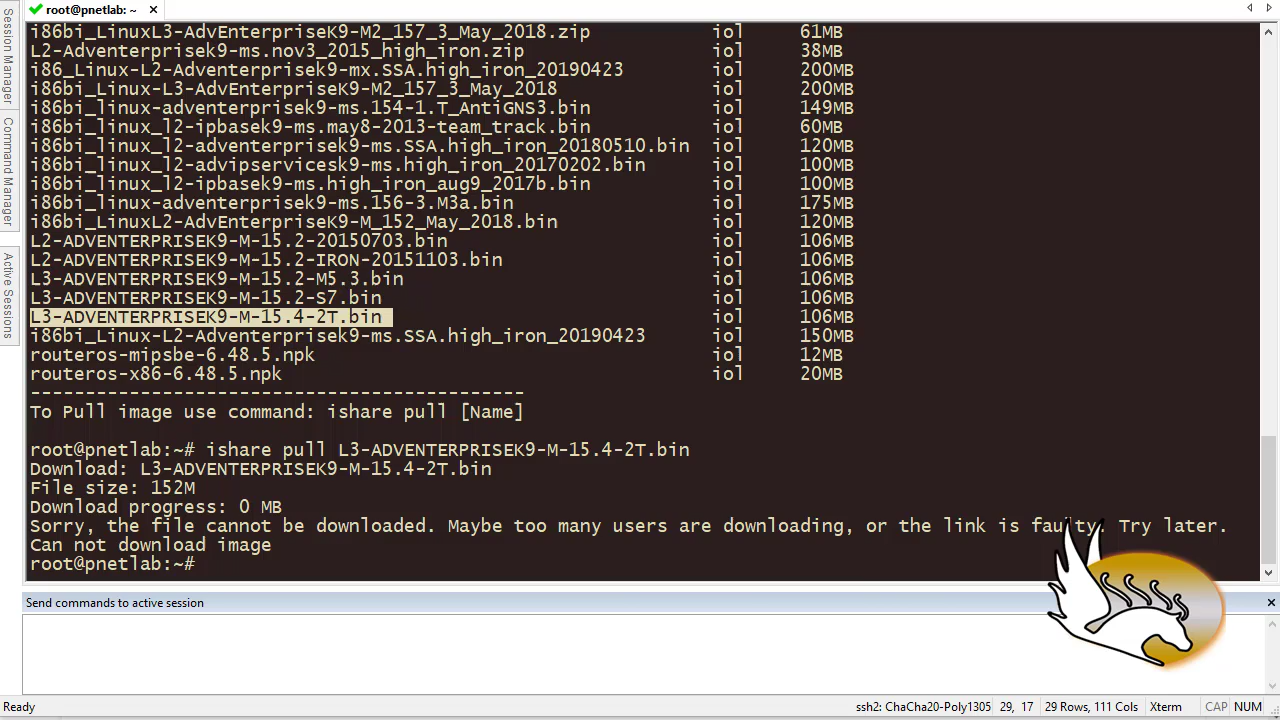 root@pnetlab: ~
Session Manager
Command Manager
Active Sessions
i86bi_LinuxL3-AdvEnterpriseK9-M2_157_3_May_2018.zip iol 61MB
L2-Adventerprisek9-ms.nov3_2015_high_iron.zip iol 38MB
i86_Linux-L2-Adventerprisek9-mx.SSA.high_iron_20190423 iol 200MB
i86bi_Linux-L3-AdvEnterpriseK9-M2_157_3_May_2018 iol 200MB
i86bi_linux-adventerprisek9-ms.154-1.T_AntiGNS3.bin iol 149MB
i86bi_linux_l2-ipbasek9-ms.may8-2013-team_track.bin iol 60MB
i86bi_linux_l2-adventerprisek9-ms.SSA.high_iron_20180510.bin iol 120MB
i86bi_linux_l2-advipservicesk9-ms.high_iron_20170202.bin iol 100MB
i86bi_linux_l2-ipbasek9-ms.high_iron_aug9_2017b.bin iol 100MB
i86bi_linux-adventerprisek9-ms.156-3.M3a.bin iol 175MB
i86bi_LinuxL2-AdvEnterpriseK9-M_152_May_2018.bin iol 120MB
L2-ADVENTERPRISEK9-M-15.2-20150703.bin iol 106MB
L2-ADVENTERPRISEK9-M-15.2-IRON-20151103.bin iol 106MB
L3-ADVENTERPRISEK9-M-15.2-M5.3.bin iol 106MB
L3-ADVENTERPRISEK9-M-15.2-S7.bin iol 106MB
L3-ADVENTERPRISEK9-M-15.4-2T.bin iol 106MB
i86bi_Linux-L2-Adventerprisek9-ms.SSA.high_iron_20190423 iol 150MB
routeros-mipsbe-6.48.5.npk iol 12MB
routeros-x86-6.48.5.npk iol 20MB
---------------------------------------------
To Pull image use command: ishare pull [Name]
root@pnetlab:~# ishare pull L3-ADVENTERPRISEK9-M-15.4-2T.bin
Download: L3-ADVENTERPRISEK9-M-15.4-2T.bin
File size: 152M
Download progress: 0 MB
Sorry, the file cannot be downloaded. Maybe too many users are downloading, or the link is faulty. Try later.
Can not download image
root@pnetlab:~#
Send commands to active session
Ready ssh2: ChaCha20-Poly1305 29, 17 29 Rows, 111 Cols Xterm CAP NUM